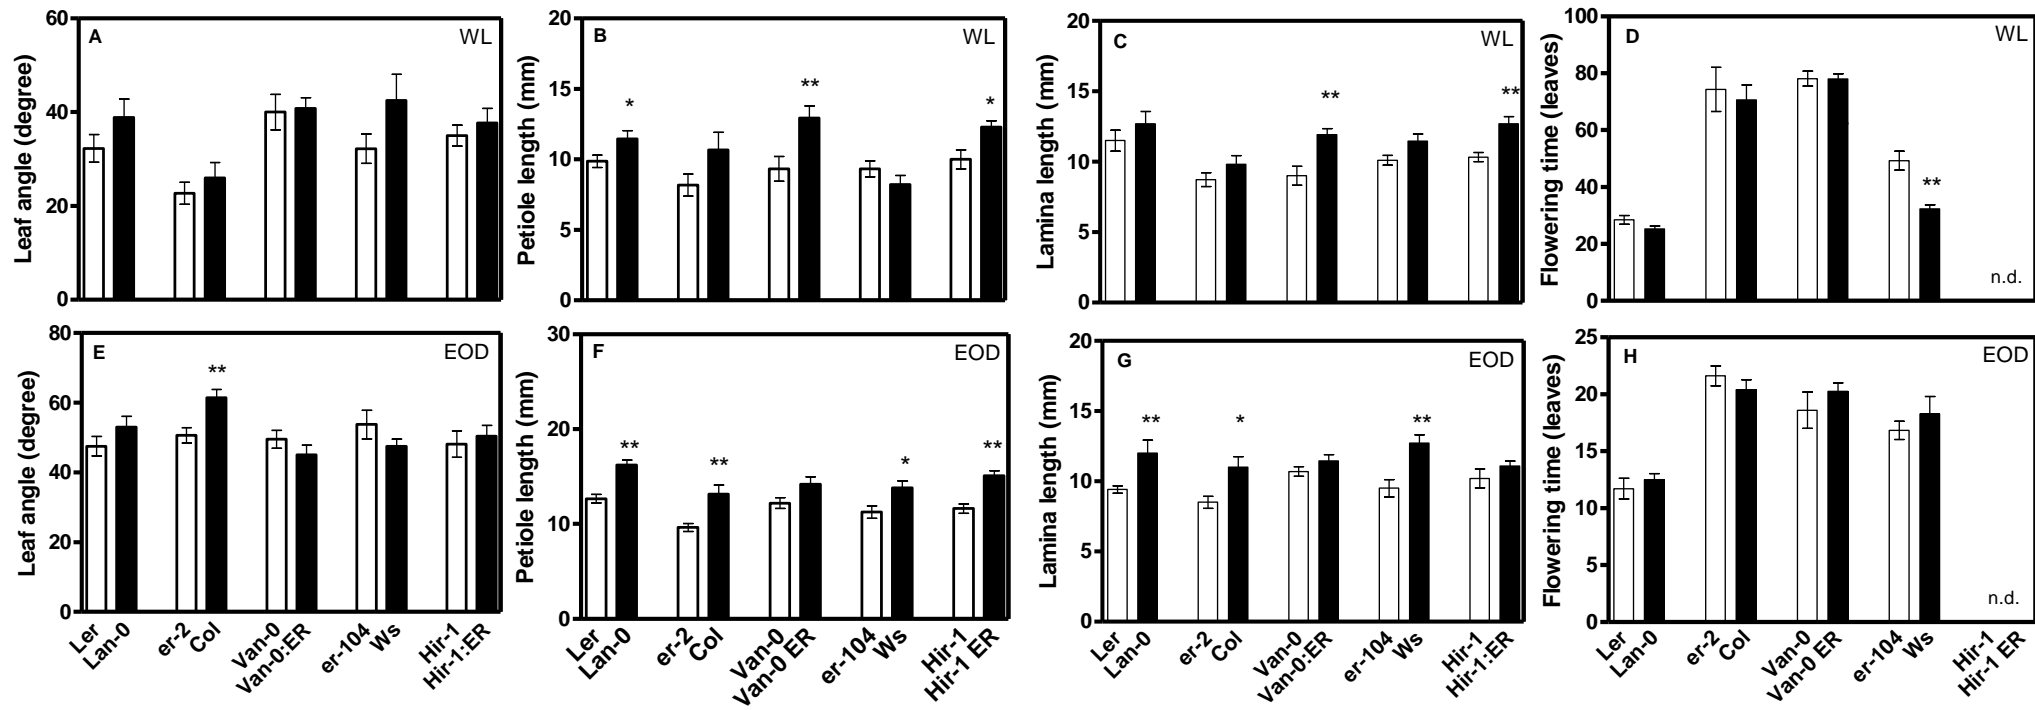 A
WL
Leaf angle (degree)
60
40
20
0
B
WL
Petiole length (mm)
20
15
10
5
0
*
**
*
C
WL
Lamina length (mm)
20
15
10
5
0
**
**
D
WL
Flowering time (leaves)
100
80
60
40
20
0
**
n.d.
E
EOD
Leaf angle (degree)
80
60
40
20
0
**
Ler
Lan-0
er-2
Col
Van-0
Van-0:ER
er-104
Ws
Hir-1
Hir-1:ER
F
EOD
Petiole length (mm)
30
20
10
0
**
**
*
**
Ler
Lan-0
er-2
Col
Van-0
Van-0 ER
er-104
Ws
Hir-1
Hir-1 ER
G
EOD
Lamina length (mm)
20
15
10
5
0
**
*
**
Ler
Lan-0
er-2
Col
Van-0
Van-0:ER
er-104
Ws
Hir-1
Hir-1:ER
H
EOD
Flowering time (leaves)
25
20
15
10
5
0
n.d.
Ler
Lan-0
er-2
Col
Van-0
Van-0 ER
er-104
Ws
Hir-1
Hir-1 ER